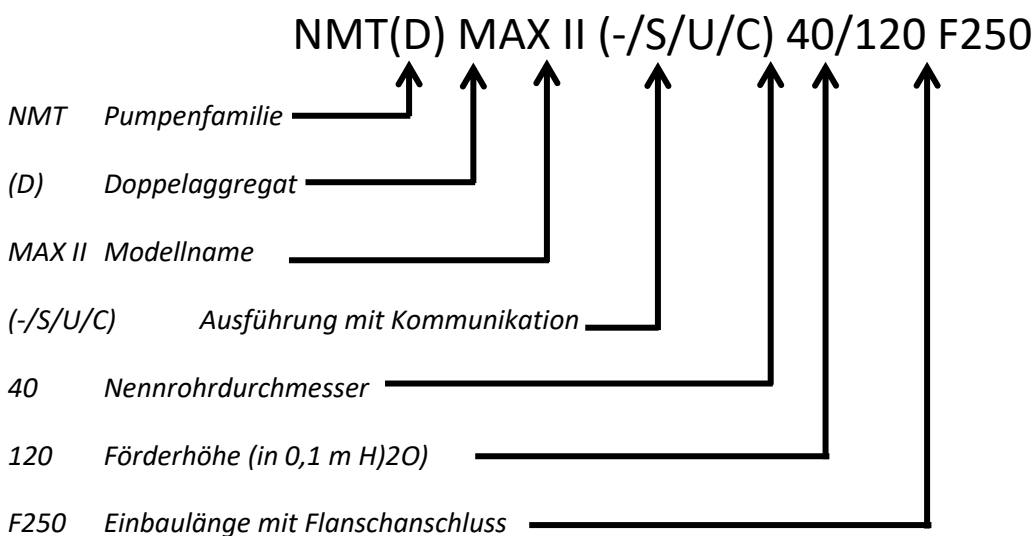 NMT(D) MAX II (-/S/U/C) 40/120 F250
NMT Pumpenfamilie
(D) Doppelaggregat
MAX II Modellname
(-/S/U/C) Ausführung mit Kommunikation
40 Nennrohrdurchmesser
120 Förderhöhe (in 0,1 m H)2O)
F250 Einbaulänge mit Flanschanschluss